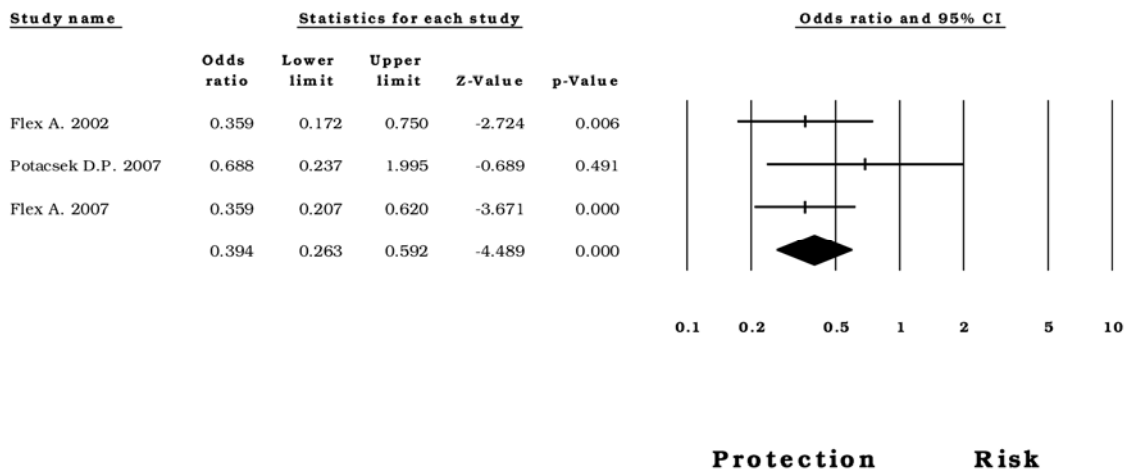 Study name Statistics for each study Odds ratio and 95% CI
Odds Lower Upper
ratio limit limit Z-Value p-Value
Flex A. 2002 0.359 0.172 0.750 -2.724 0.006
Potacsek D.P. 2007 0.688 0.237 1.995 -0.689 0.491
Flex A. 2007 0.359 0.207 0.620 -3.671 0.000
0.394 0.263 0.592 -4.489 0.000
0.1 0.2 0.5 1 2 5 10
Protection Risk